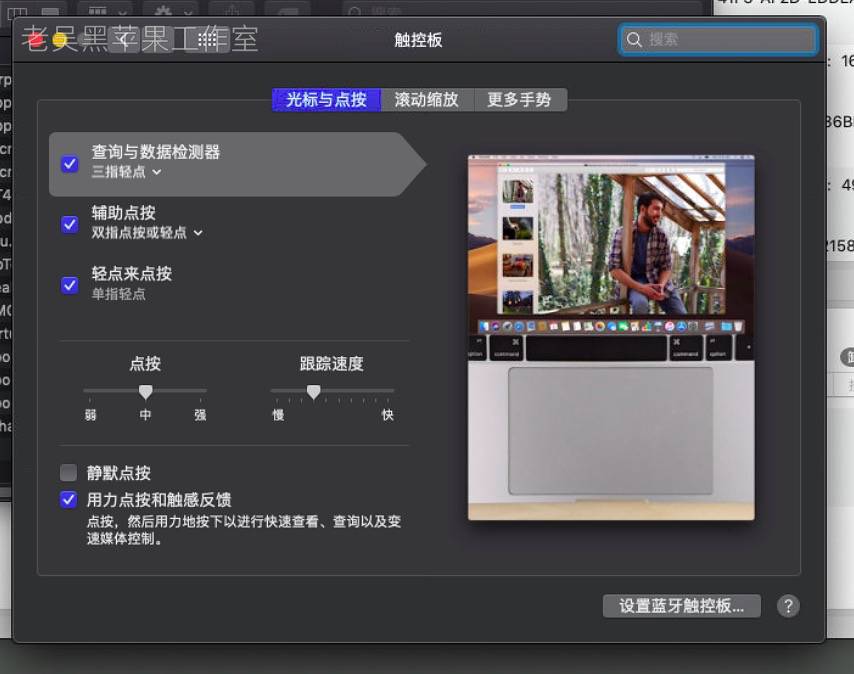 老吴黑苹果工作室
触控板
搜索
光标与点按
滚动缩放
更多手势
查询与数据检测器
三指轻点
辅助点按
双指点按或轻点
轻点来点按
单指轻点
点按
跟踪速度
弱
中
强
慢
快
静默点按
用力点按和触感反馈
点按，然后用力地按下以进行快速查看、查询以及变
速媒体控制。
option
command
command
option
设置蓝牙触控板...
?